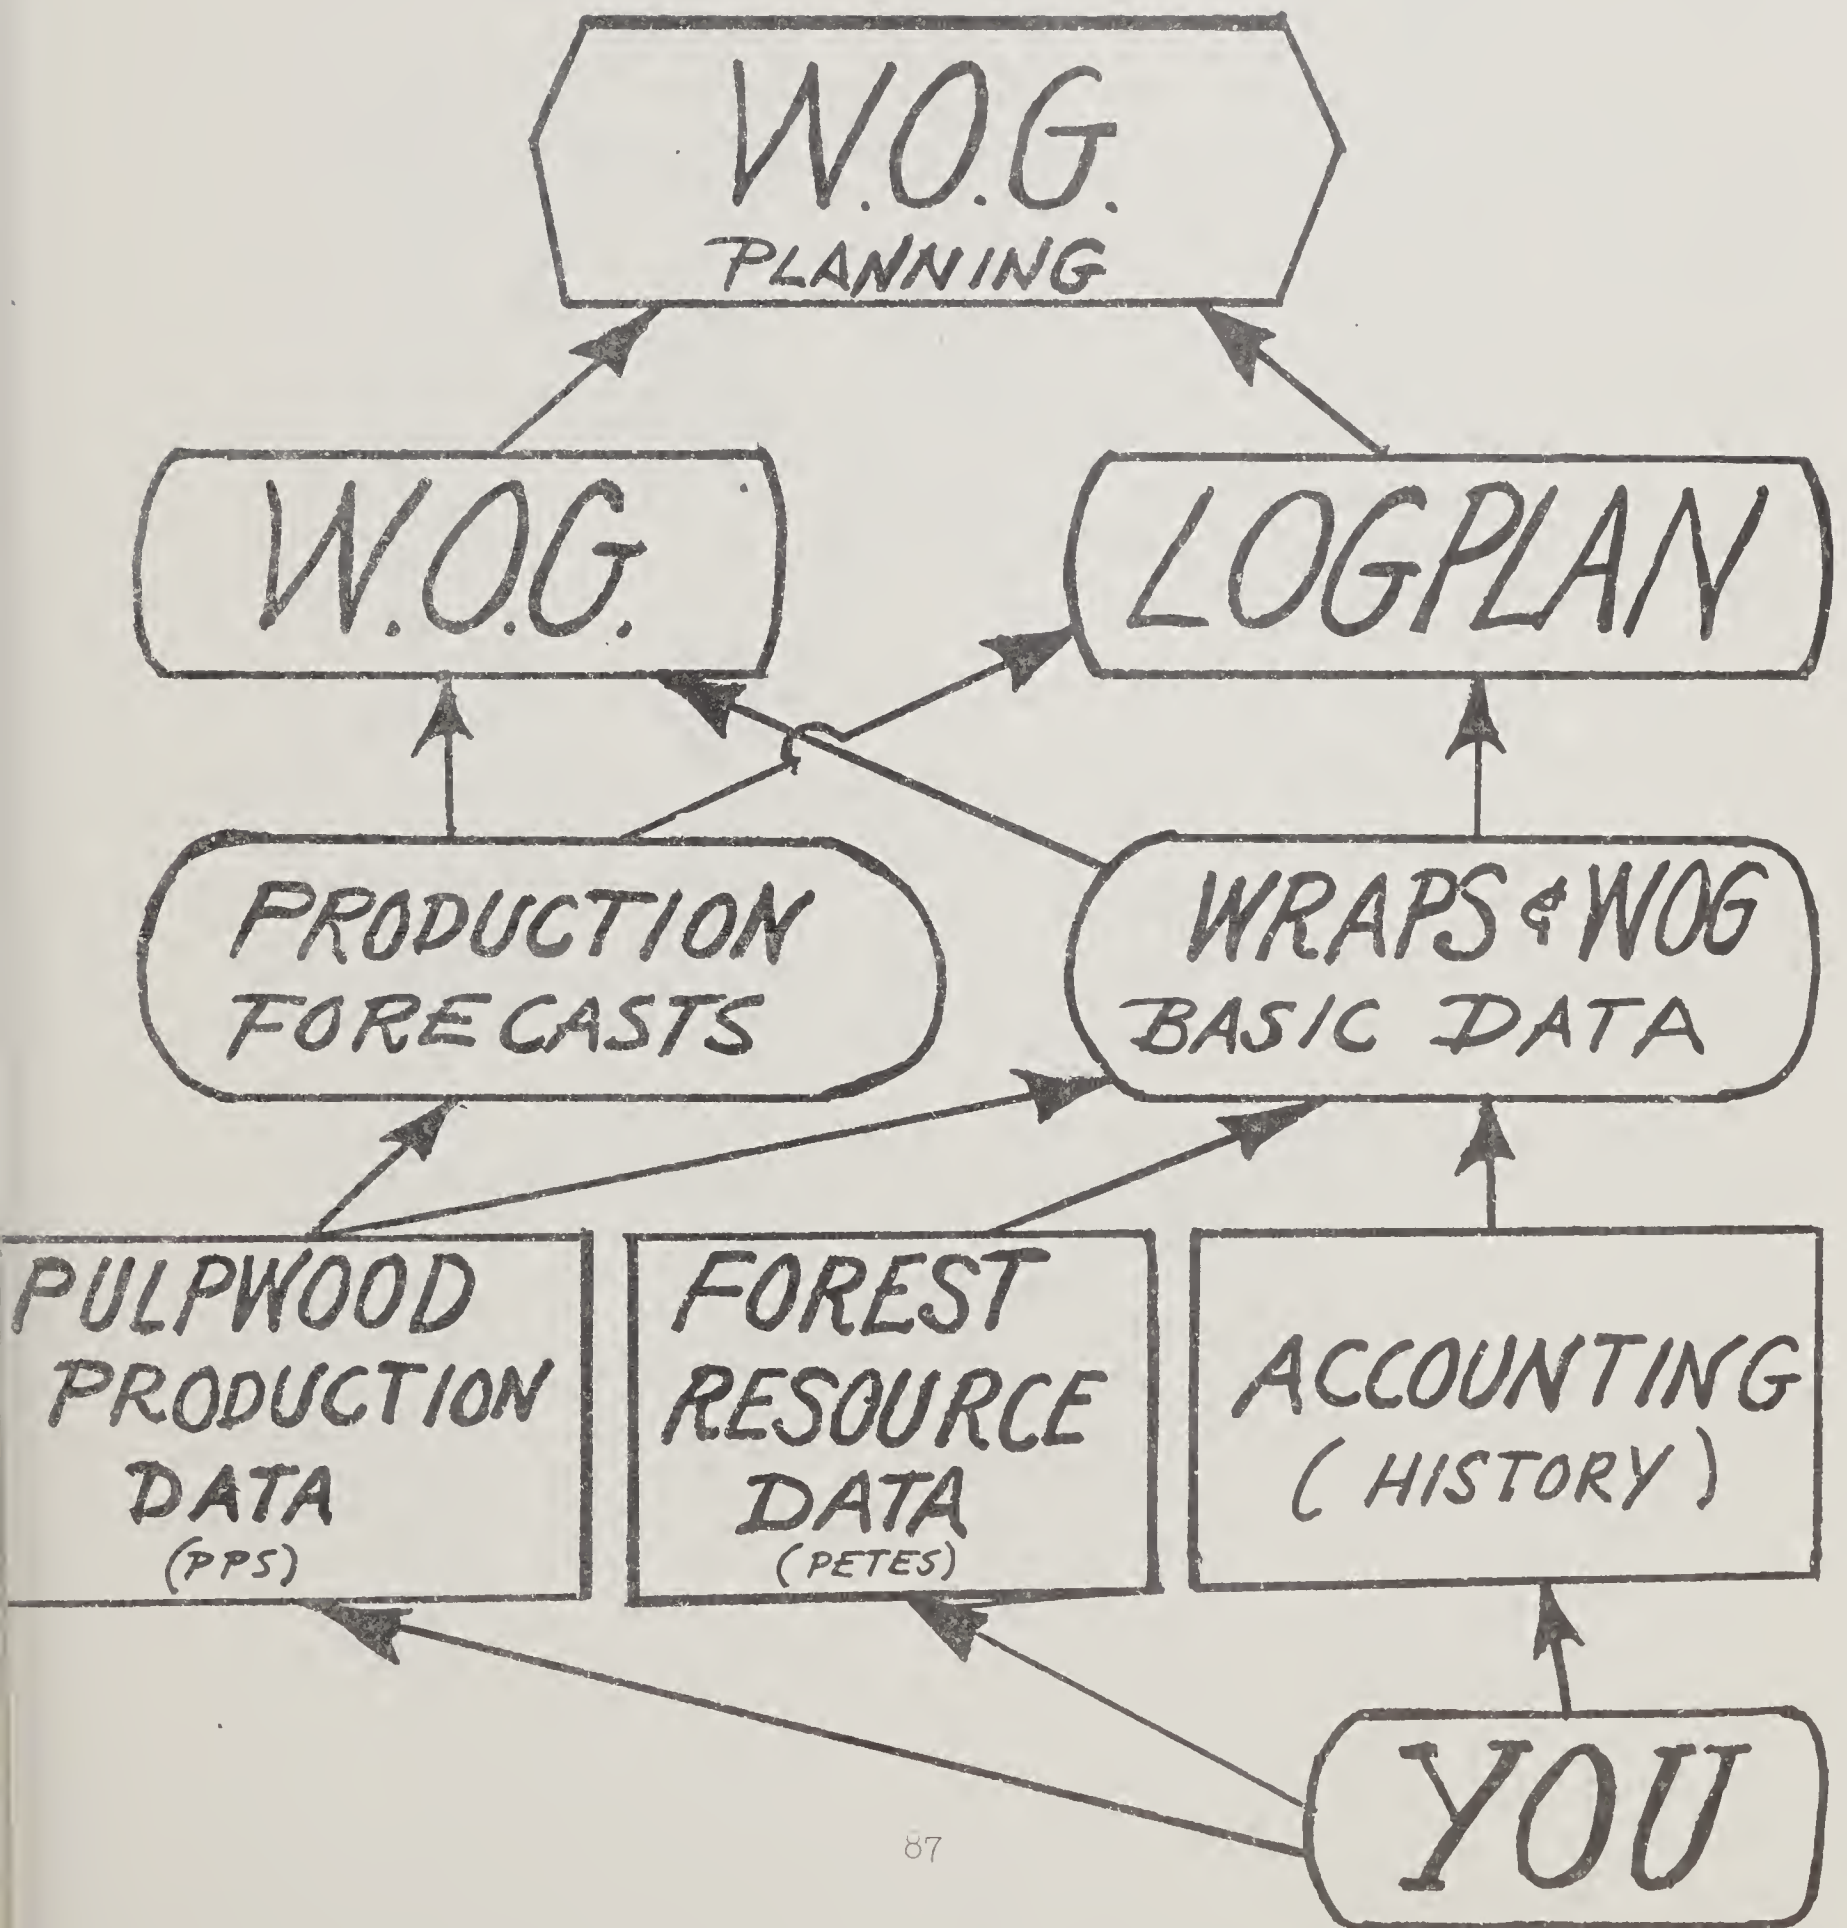 W.O.G.
PLANNING
W.O.G.
LOGPLAN
PRODUCTION
FORECASTS
WRAPS & WOG
BASIC DATA
PULPWOOD
PRODUCTION
DATA
(PPS)
FOREST
RESOURCE
DATA
(PETES)
ACCOUNTING
(HISTORY)
YOU
87